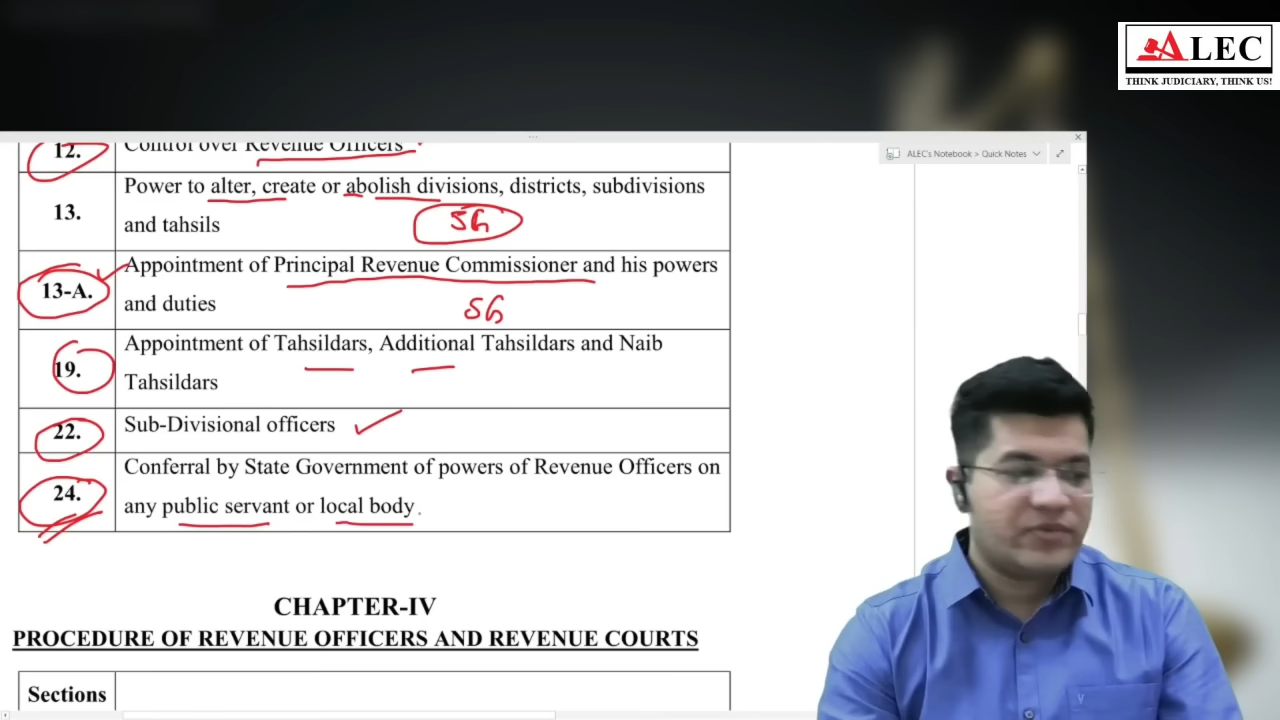 ALEC
THINK JUDICIARY, THINK US!
ALEC's Notebook > Quick Notes
12. Control over Revenue Officers
13. Power to alter, create or abolish divisions, districts, subdivisions
and tahsils
SG
13-A. Appointment of Principal Revenue Commissioner and his powers
and duties
SG
19. Appointment of Tahsildars, Additional Tahsildars and Naib
Tahsildars
22. Sub-Divisional officers
24. Conferral by State Government of powers of Revenue Officers on
any public servant or local body.
CHAPTER-IV
PROCEDURE OF REVENUE OFFICERS AND REVENUE COURTS
Sections